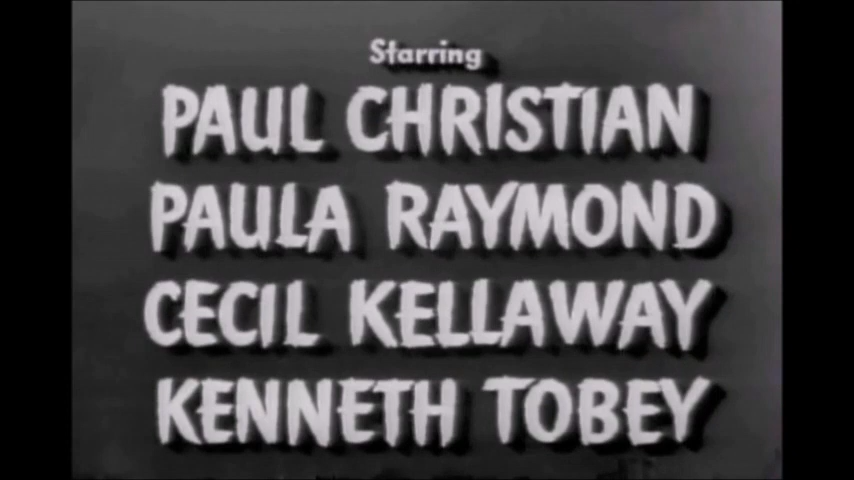 Starring
PAUL CHRISTIAN
PAULA RAYMOND
CECIL KELLAWAY
KENNETH TOBEY